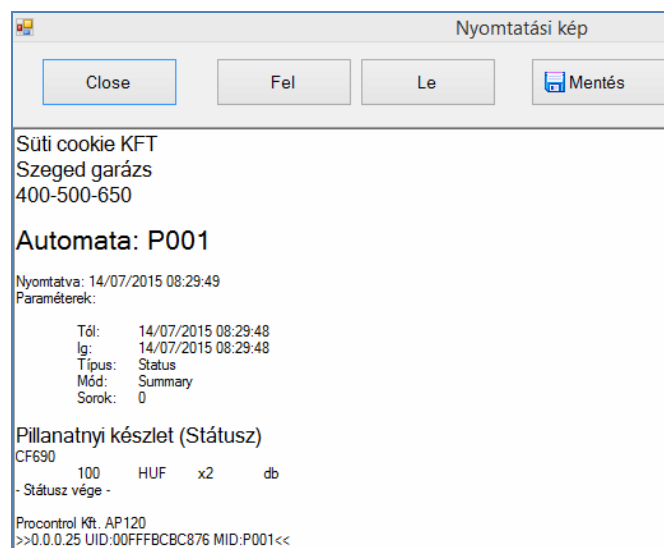 Nyomtatási kép
Close Fel Le Mentés
Süti cookie KFT
Szeged garázs
400-500-650
Automata: P001
Nyomtatva: 14/07/2015 08:29:49
Paraméterek:
Tól: 14/07/2015 08:29:48
Ig: 14/07/2015 08:29:48
Típus: Status
Mód: Summary
Sorok: 0
Pillanatnyi készlet (Státusz)
CF690
100 HUF x2 db
- Státusz vége -
Procontrol Kft. AP120
>>0.0.0.25 UID:00FFFBCBC876 MID:P001<<